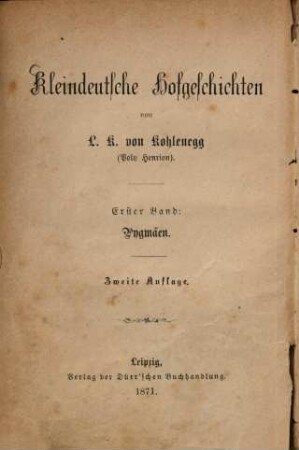 Kleindeutsche Hofgeschichten
von
L. K. von Kohlenegg
(Poly Henrion).
Erster Band:
Pygmäen.
Zweite Auflage.
Leipzig,
Verlag der Dürr'schen Buchhandlung.
1871.